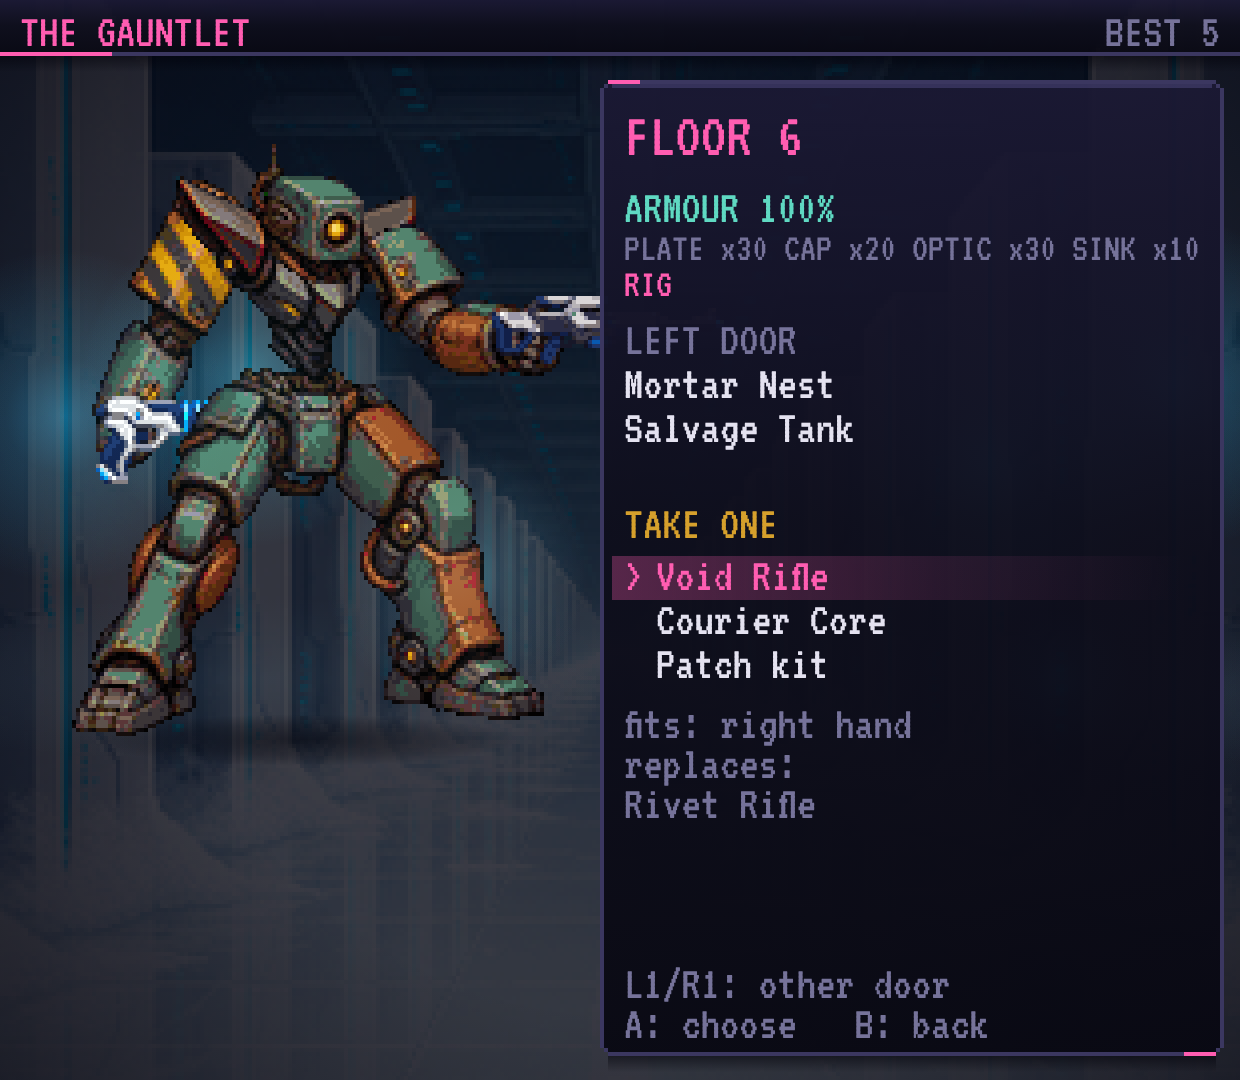 THE GAUNTLET
BEST 5
FLOOR 6
ARMOUR 100%
PLATE x30 CAP x20 OPTIC x30 SINK x10
RIG
LEFT DOOR
Mortar Nest
Salvage Tank
TAKE ONE
> Void Rifle
Courier Core
Patch kit
fits: right hand
replaces:
Rivet Rifle
L1/R1: other door
A: choose B: back